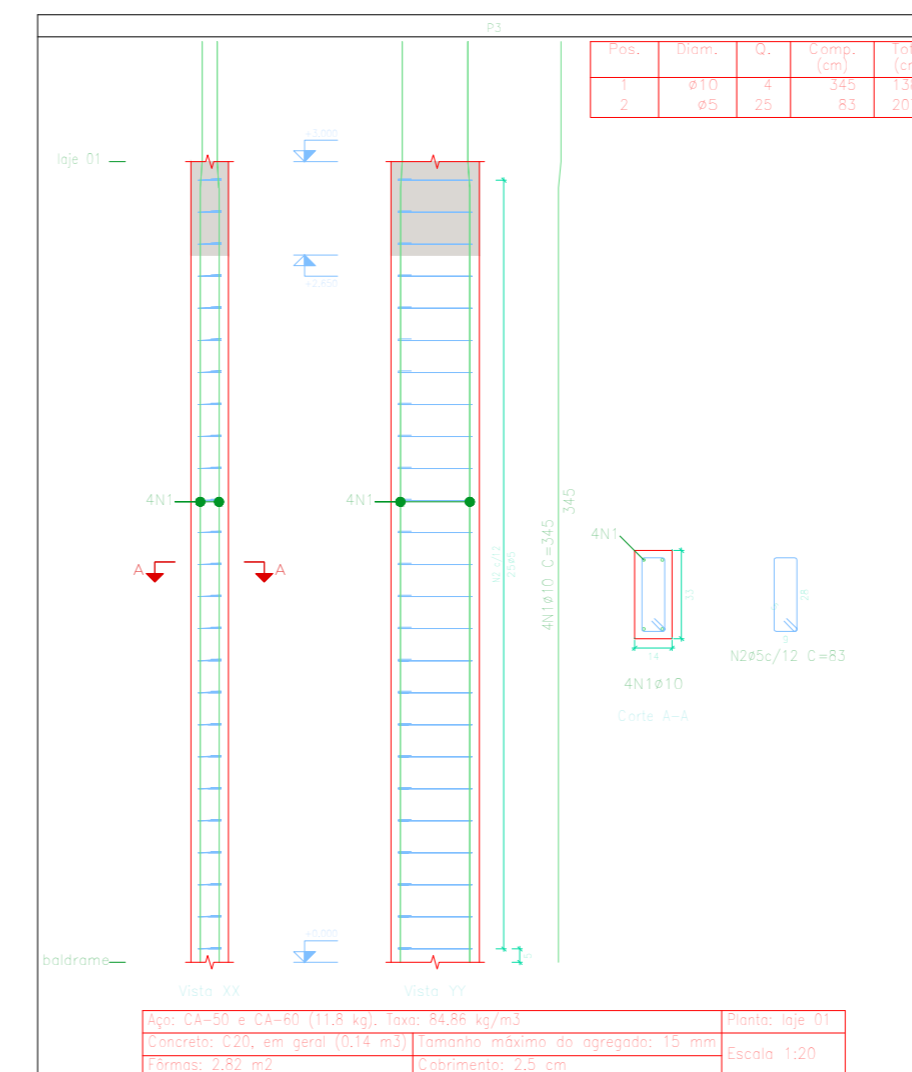 P3
Pos. Diam. Q. Comp. (cm)
1 ø10 4 345
2 ø5 25 83
laje 01
+3,000
+2,650
4N1
4N1
A A
N2 c/12
25ø5
4N1ø10 C=345
345
4N1
33
14
4N1ø10
Corte A-A
28
9
N2ø5c/12 C=83
+0,000
5
baldrame
Vista XX
Vista YY
Aço: CA-50 e CA-60 (11.8 kg). Taxa: 84.86 kg/m3
Planta: laje 01
Concreto: C20, em geral (0.14 m3)
Tamanho máximo do agregado: 15 mm
Escala 1:20
Fôrmas: 2.82 m2
Cobrimento: 2.5 cm